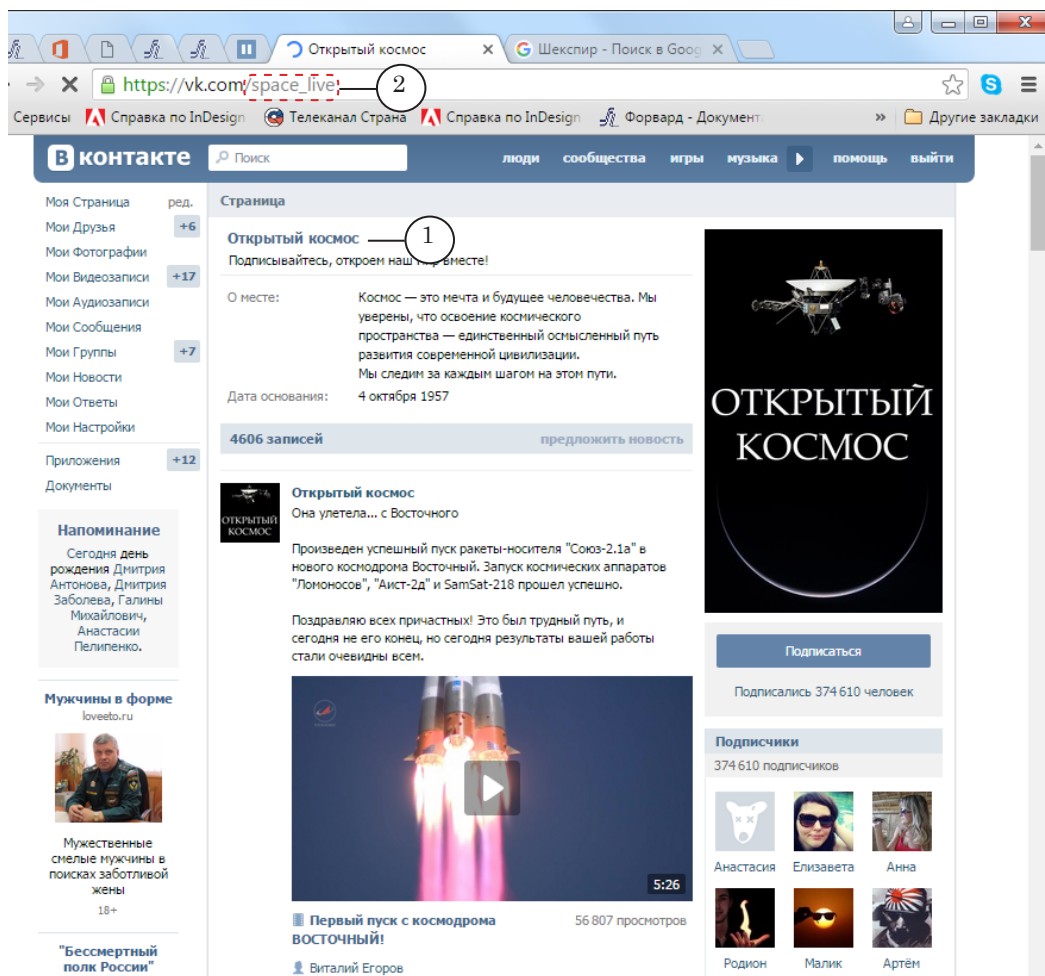 Открытый космос
Шекспир - Поиск в Goog
https://vk.com/space_live
2
Сервисы
Справка по InDesign
Телеканал Страна
Справка по InDesign
Форвард - Документ
»
Другие закладки
В контакте
Поиск
люди
сообщества
игры
музыка
помощь
выйти
Моя Страница
ред.
Мои Друзья
+6
Мои Фотографии
Мои Видеозаписи
+17
Мои Аудиозаписи
Мои Сообщения
Мои Группы
+7
Мои Новости
Мои Ответы
Мои Настройки
Приложения
+12
Документы
Напоминание
Сегодня день
рождения Дмитрия
Антонова, Дмитрия
Заболева, Галины
Михайлович,
Анастасии
Пелипенко.
Мужчины в форме
loveeto.ru
Мужественные
смелые мужчины в
поисках заботливой
жены
18+
"Бессмертный
полк России"
Страница
Открытый космос
1
Подписывайтесь, откроем наш мир вместе!
О месте:
Космос — это мечта и будущее человечества. Мы
уверены, что освоение космического
пространства — единственный осмысленный путь
развития современной цивилизации.
Мы следим за каждым шагом на этом пути.
Дата основания:
4 октября 1957
4606 записей
предложить новость
ОТКРЫТЫЙ
КОСМОС
Открытый космос
Она улетела... с Восточного
Произведен успешный пуск ракеты-носителя "Союз-2.1а" в
нового космодрома Восточный. Запуск космических аппаратов
"Ломоносов", "Аист-2д" и SamSat-218 прошел успешно.
Поздравляю всех причастных! Это был трудный путь, и
сегодня не его конец, но сегодня результаты вашей работы
стали очевидны всем.
5:26
Первый пуск с космодрома
ВОСТОЧНЫЙ!
56 807 просмотров
Виталий Егоров
ОТКРЫТЫЙ
КОСМОС
Подписаться
Подписались 374 610 человек
Подписчики
374 610 подписчиков
Анастасия
Елизавета
Анна
Родион
Малик
Артём